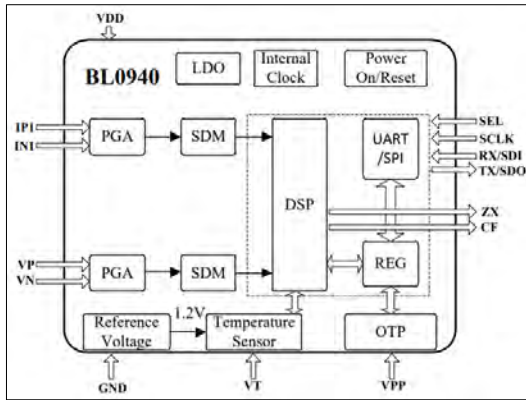 VDD
BL0940
LDO
Internal
Clock
Power
On/Reset
IP1
IN1
PGA
SDM
DSP
UART
/SPI
SEL
SCLK
RX/SDI
TX/SDO
ZX
CF
VP
VN
PGA
SDM
REG
1.2V
Reference
Voltage
Temperature
Sensor
OTP
GND
VT
VPP